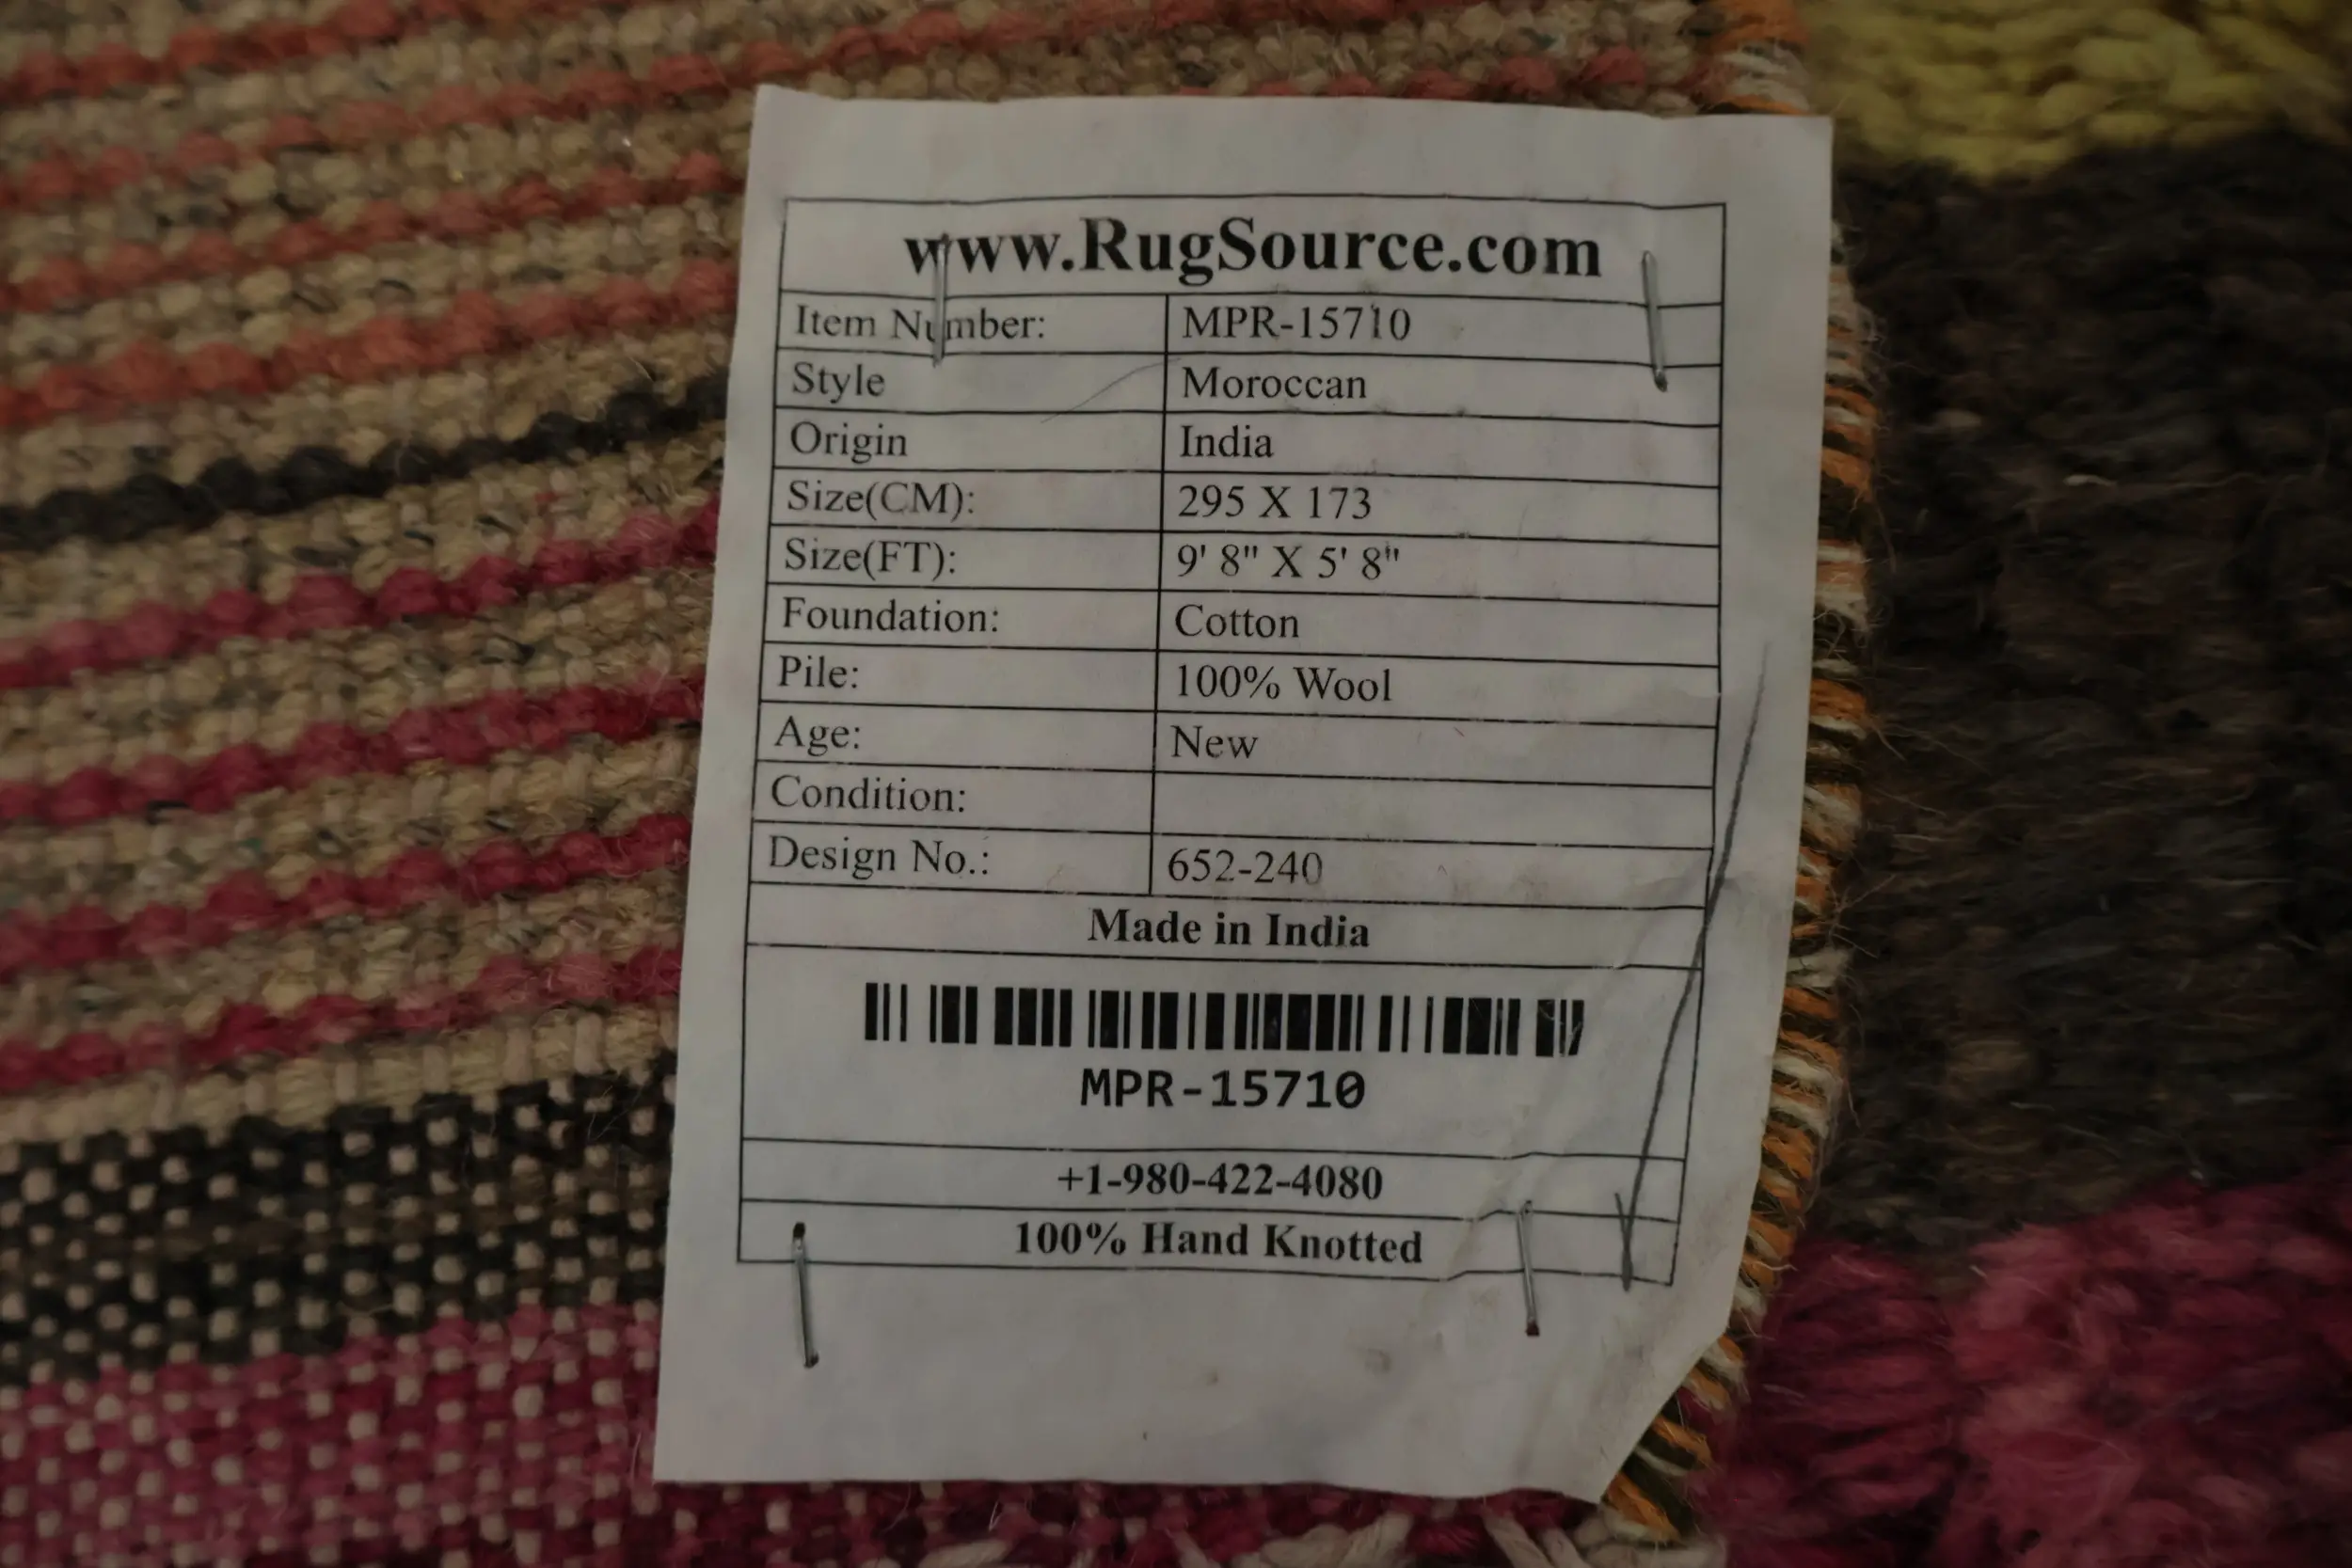 www.RugSource.com
Item Number: MPR-15710
Style Moroccan
Origin India
Size(CM): 295 X 173
Size(FT): 9' 8" X 5' 8"
Foundation: Cotton
Pile: 100% Wool
Age: New
Condition:
Design No.: 652-240
Made in India
MPR-15710
+1-980-422-4080
100% Hand Knotted